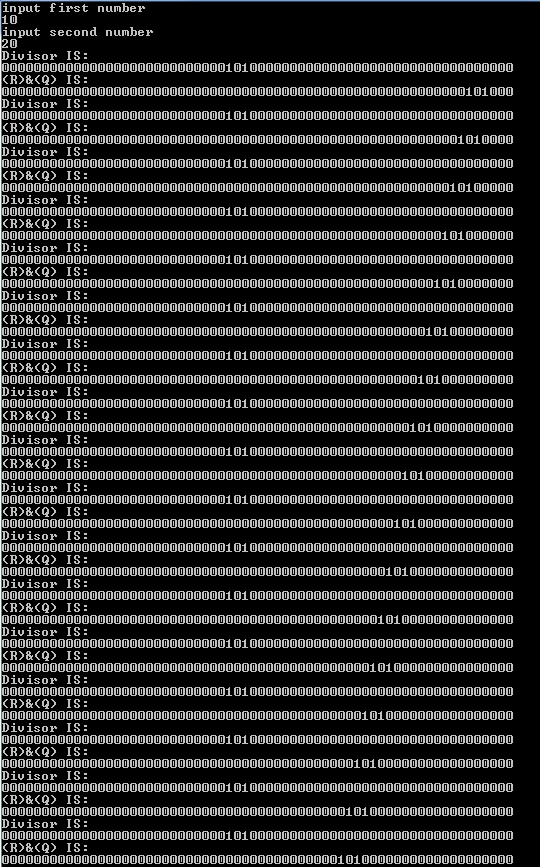 input first number
10
input second number
20
Divisor IS:
0000000000000000000000000000101000000000000000000000000000000000
(R)&(Q) IS:
0000000000000000000000000000000000000000000000000000000000101000
Divisor IS:
0000000000000000000000000000101000000000000000000000000000000000
(R)&(Q) IS:
0000000000000000000000000000000000000000000000000000000001010000
Divisor IS:
0000000000000000000000000000101000000000000000000000000000000000
(R)&(Q) IS:
0000000000000000000000000000000000000000000000000000000010100000
Divisor IS:
0000000000000000000000000000101000000000000000000000000000000000
(R)&(Q) IS:
0000000000000000000000000000000000000000000000000000000101000000
Divisor IS:
0000000000000000000000000000101000000000000000000000000000000000
(R)&(Q) IS:
0000000000000000000000000000000000000000000000000000001010000000
Divisor IS:
0000000000000000000000000000101000000000000000000000000000000000
(R)&(Q) IS:
0000000000000000000000000000000000000000000000000000010100000000
Divisor IS:
0000000000000000000000000000101000000000000000000000000000000000
(R)&(Q) IS:
0000000000000000000000000000000000000000000000000000101000000000
Divisor IS:
0000000000000000000000000000101000000000000000000000000000000000
(R)&(Q) IS:
0000000000000000000000000000000000000000000000000001010000000000
Divisor IS:
0000000000000000000000000000101000000000000000000000000000000000
(R)&(Q) IS:
0000000000000000000000000000000000000000000000000010100000000000
Divisor IS:
0000000000000000000000000000101000000000000000000000000000000000
(R)&(Q) IS:
0000000000000000000000000000000000000000000000000101000000000000
Divisor IS:
0000000000000000000000000000101000000000000000000000000000000000
(R)&(Q) IS:
0000000000000000000000000000000000000000000000001010000000000000
Divisor IS:
0000000000000000000000000000101000000000000000000000000000000000
(R)&(Q) IS:
0000000000000000000000000000000000000000000000010100000000000000
Divisor IS:
0000000000000000000000000000101000000000000000000000000000000000
(R)&(Q) IS:
0000000000000000000000000000000000000000000000101000000000000000
Divisor IS:
0000000000000000000000000000101000000000000000000000000000000000
(R)&(Q) IS:
0000000000000000000000000000000000000000000001010000000000000000
Divisor IS:
0000000000000000000000000000101000000000000000000000000000000000
(R)&(Q) IS:
0000000000000000000000000000000000000000000010100000000000000000
Divisor IS:
0000000000000000000000000000101000000000000000000000000000000000
(R)&(Q) IS:
0000000000000000000000000000000000000000000101000000000000000000
Divisor IS:
0000000000000000000000000000101000000000000000000000000000000000
(R)&(Q) IS:
0000000000000000000000000000000000000000001010000000000000000000